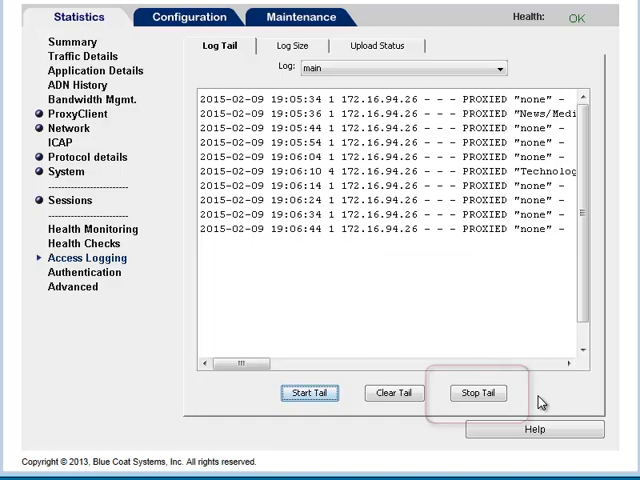 Statistics
Configuration
Maintenance
Health:
OK
Summary
Traffic Details
Application Details
ADN History
Bandwidth Mgmt.
ProxyClient
Network
ICAP
Protocol details
System
Sessions
Health Monitoring
Health Checks
Access Logging
Authentication
Advanced
Log Tail
Log Size
Upload Status
Log:
main
2015-02-09 19:05:34 1 172.16.94.26 - - - PROXIED "none" -
2015-02-09 19:05:36 1 172.16.94.26 - - - PROXIED "News/Medi
2015-02-09 19:05:44 1 172.16.94.26 - - - PROXIED "none" -
2015-02-09 19:05:54 1 172.16.94.26 - - - PROXIED "none" -
2015-02-09 19:06:04 1 172.16.94.26 - - - PROXIED "none" -
2015-02-09 19:06:10 4 172.16.94.26 - - - PROXIED "Technolog
2015-02-09 19:06:14 1 172.16.94.26 - - - PROXIED "none" -
2015-02-09 19:06:24 1 172.16.94.26 - - - PROXIED "none" -
2015-02-09 19:06:34 1 172.16.94.26 - - - PROXIED "none" -
2015-02-09 19:06:44 1 172.16.94.26 - - - PROXIED "none" -
Start Tail
Clear Tail
Stop Tail
Help
Copyright © 2013, Blue Coat Systems, Inc. All rights reserved.